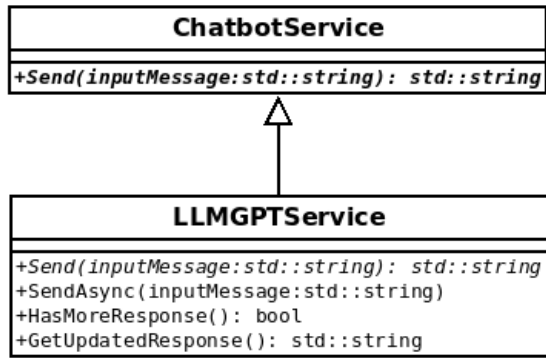 ChatbotService
+Send(inputMessage:std::string): std::string
LLMGPTService
+Send(inputMessage:std::string): std::string
+SendAsync(inputMessage:std::string)
+HasMoreResponse(): bool
+GetUpdatedResponse(): std::string